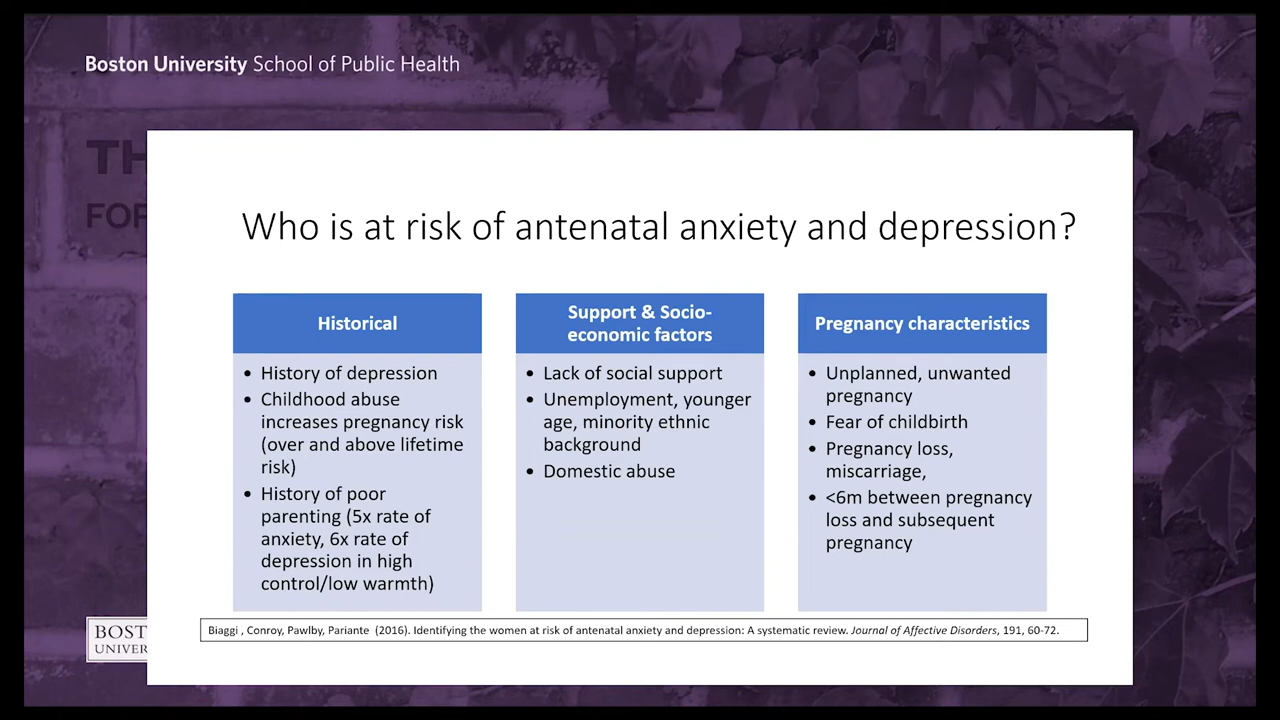 Boston University School of Public Health
TH
FOR
Who is at risk of antenatal anxiety and depression?
Historical
• History of depression
• Childhood abuse
increases pregnancy risk
(over and above lifetime
risk)
• History of poor
parenting (5x rate of
anxiety, 6x rate of
depression in high
control/low warmth)
Support & Socio-
economic factors
• Lack of social support
• Unemployment, younger
age, minority ethnic
background
• Domestic abuse
Pregnancy characteristics
• Unplanned, unwanted
pregnancy
• Fear of childbirth
• Pregnancy loss,
miscarriage,
• <6m between pregnancy
loss and subsequent
pregnancy
Biaggi , Conroy, Pawlby, Pariante (2016). Identifying the women at risk of antenatal anxiety and depression: A systematic review. Journal of Affective Disorders, 191, 60-72.
BOST
UNIVER